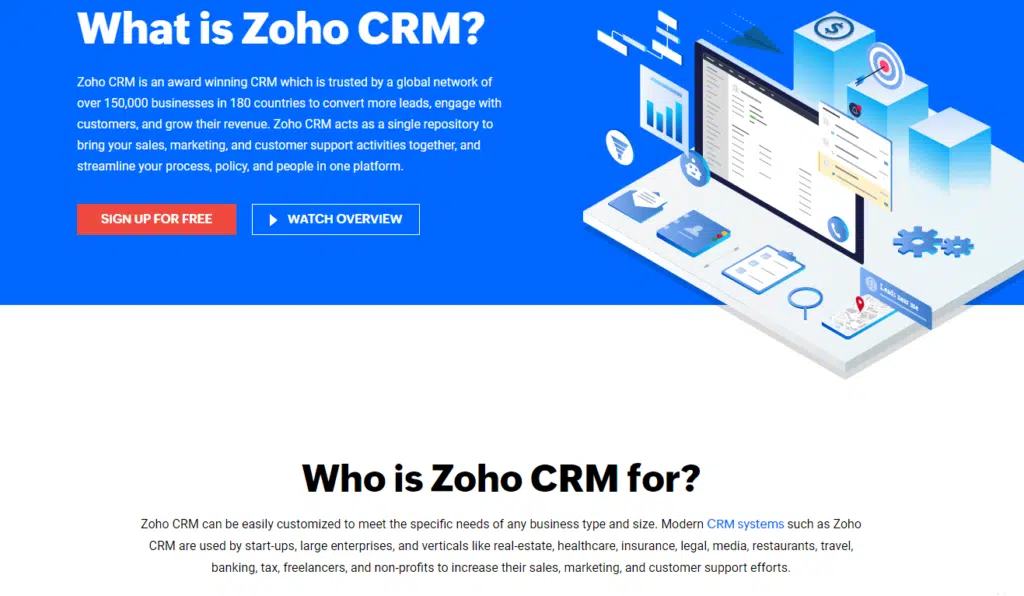 What is Zoho CRM?
Zoho CRM is an award winning CRM which is trusted by a global network of
over 150,000 businesses in 180 countries to convert more leads, engage with
customers, and grow their revenue. Zoho CRM acts as a single repository to
bring your sales, marketing, and customer support activities together, and
streamline your process, policy, and people in one platform.
SIGN UP FOR FREE
WATCH OVERVIEW
Leads near me
Who is Zoho CRM for?
Zoho CRM can be easily customized to meet the specific needs of any business type and size. Modern CRM systems such as Zoho
CRM are used by start-ups, large enterprises, and verticals like real-estate, healthcare, insurance, legal, media, restaurants, travel,
banking, tax, freelancers, and non-profits to increase their sales, marketing, and customer support efforts.